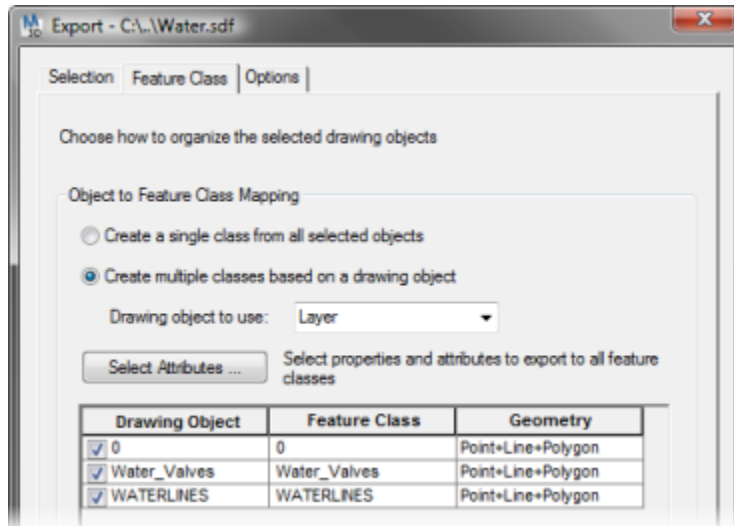 Export - C:\..\Water.sdf
Selection Feature Class Options
Choose how to organize the selected drawing objects
Object to Feature Class Mapping
Create a single class from all selected objects
Create multiple classes based on a drawing object
Drawing object to use: Layer
Select Attributes ... Select properties and attributes to export to all feature
classes
Drawing Object Feature Class Geometry
0 0 Point+Line+Polygon
Water_Valves Water_Valves Point+Line+Polygon
WATERLINES WATERLINES Point+Line+Polygon